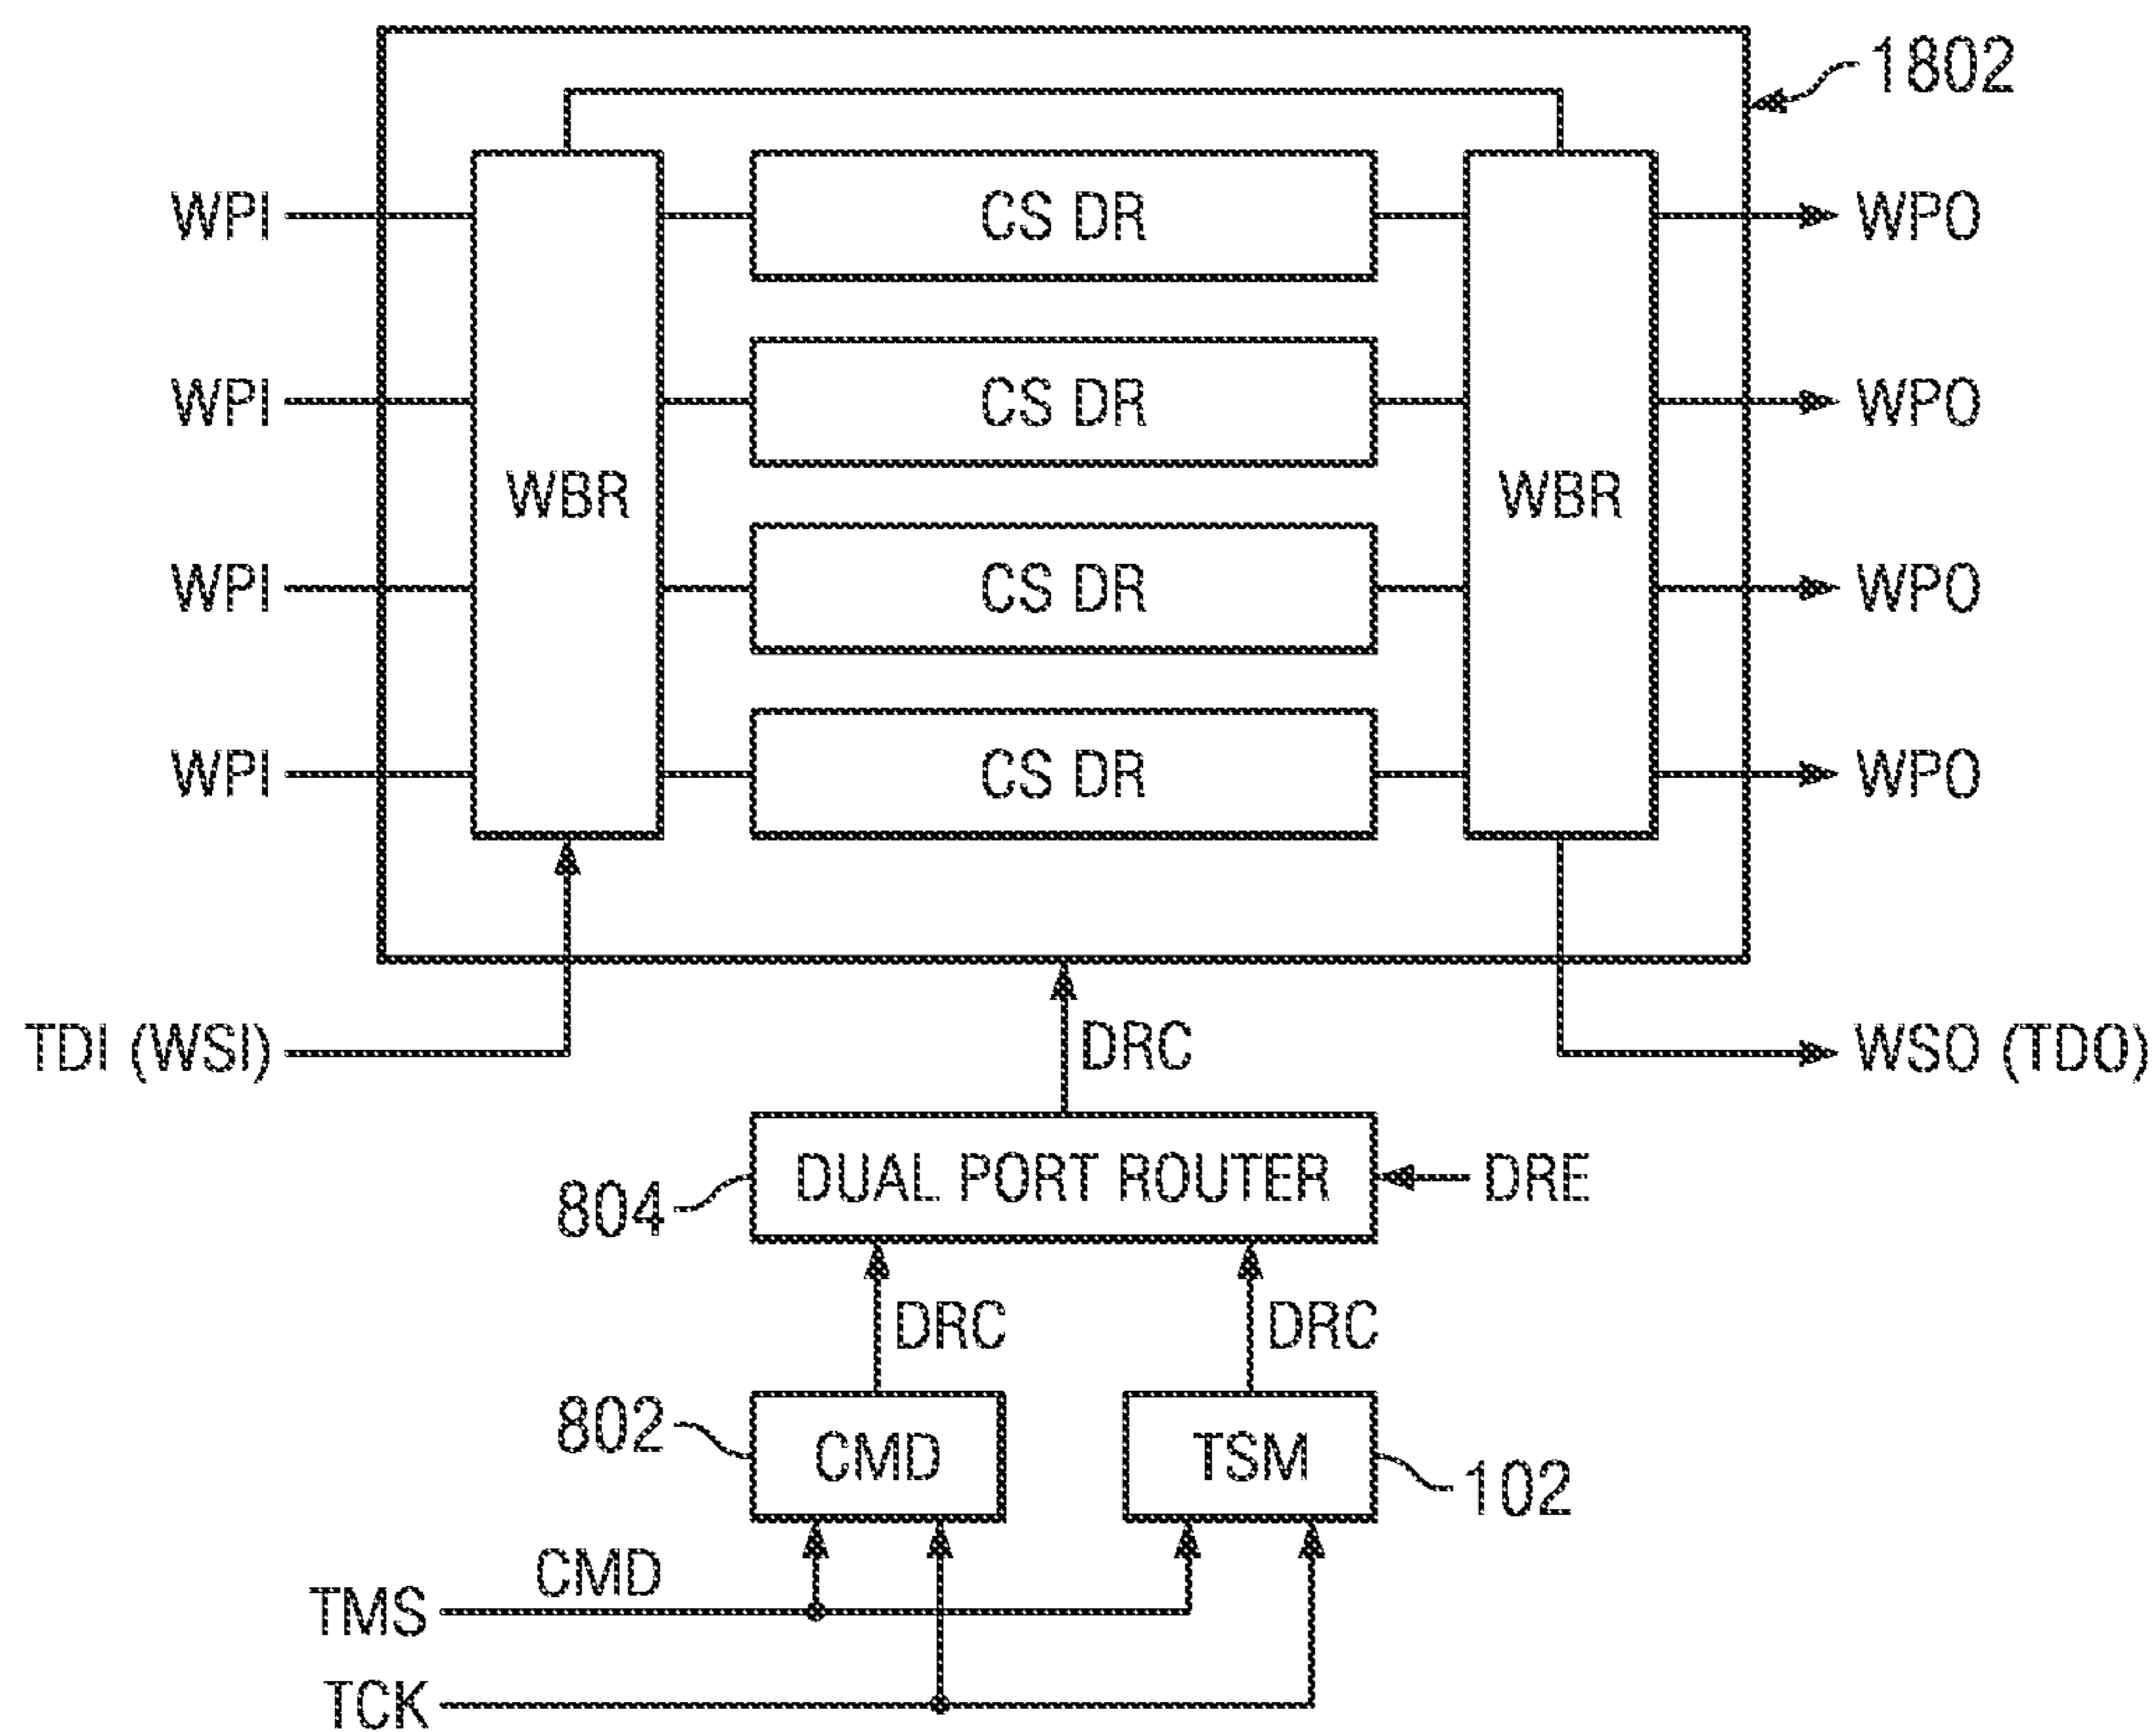 1802
WPI CS DR WPO
WPI CS DR WPO
WBR WBR
WPI CS DR WPO
WPI CS DR WPO
TDI (WSI) DRC WSO (TDO)
804 DUAL PORT ROUTER DRE
DRC DRC
802 CMD TSM 102
CMD
TMS
TCK